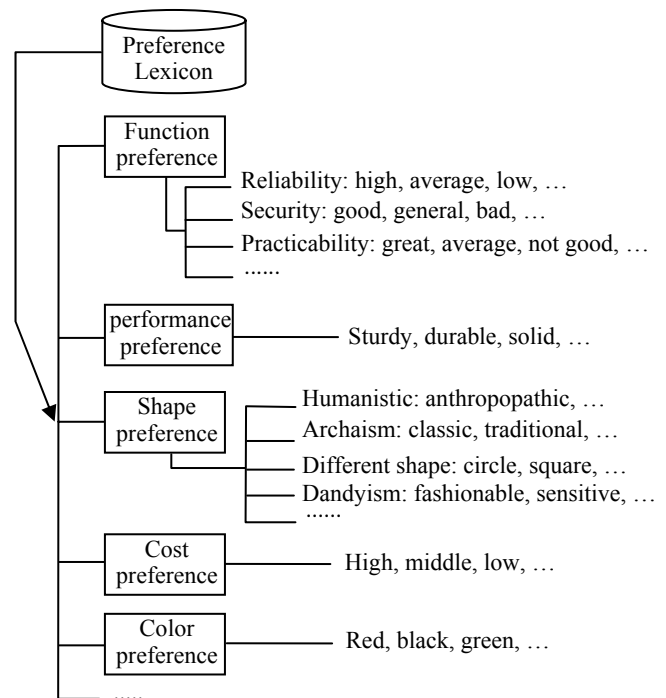 Preference
Lexicon
Function
preference
Reliability: high, average, low, …
Security: good, general, bad, …
Practicability: great, average, not good, …
......
performance
preference
Sturdy, durable, solid, …
Shape
preference
Humanistic: anthropopathic, …
Archaism: classic, traditional, …
Different shape: circle, square, …
Dandyism: fashionable, sensitive, …
......
Cost
preference
High, middle, low, …
Color
preference
Red, black, green, …
......